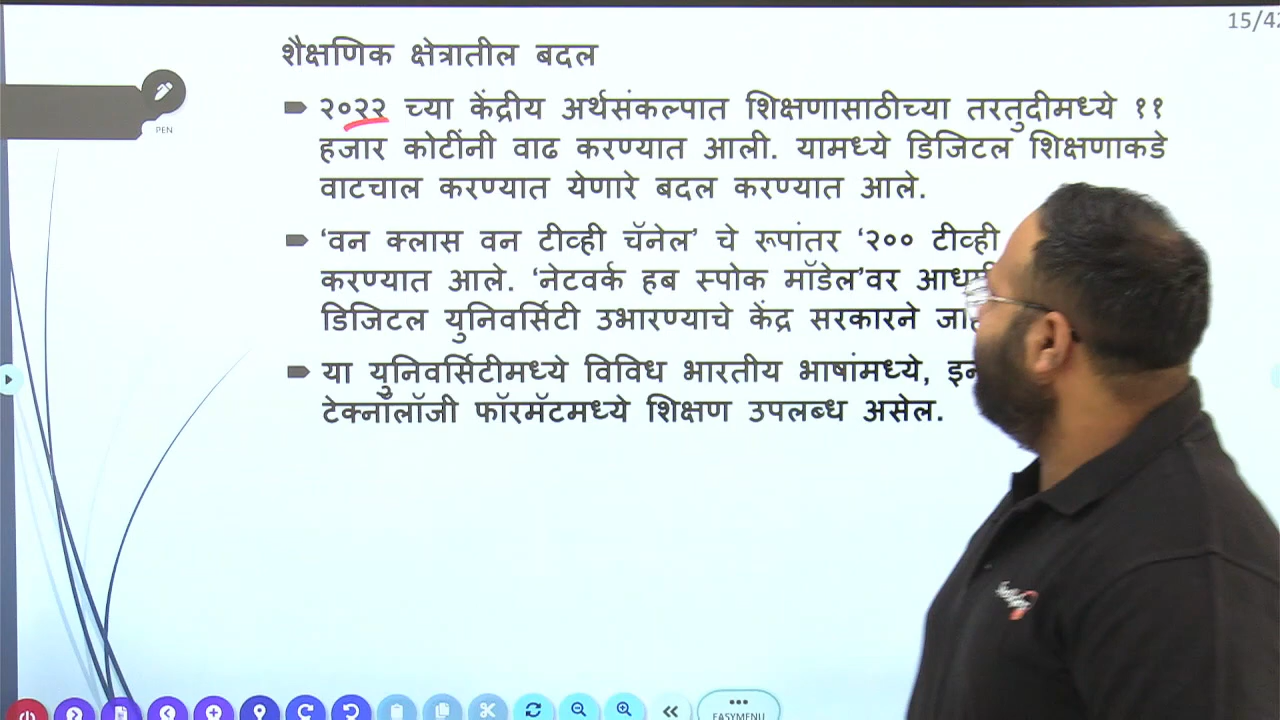 15/42
शैक्षणिक क्षेत्रातील बदल
PEN
२०२२ च्या केंद्रीय अर्थसंकल्पात शिक्षणासाठीच्या तरतुदीमध्ये ११
हजार कोटींनी वाढ करण्यात आली. यामध्ये डिजिटल शिक्षणाकडे
वाटचाल करण्यात येणारे बदल करण्यात आले.
‘वन क्लास वन टीव्ही चॅनेल’ चे रूपांतर ‘२०० टीव्ही
करण्यात आले. ‘नेटवर्क हब स्पोक मॉडेल’वर
डिजिटल युनिवर्सिटी उभारण्याचे केंद्र सरकारने
या युनिवर्सिटीमध्ये विविध भारतीय भाषांमध्ये,
टेक्नॉलॉजी फॉरमॅटमध्ये शिक्षण उपलब्ध असेल.
EASYMENU